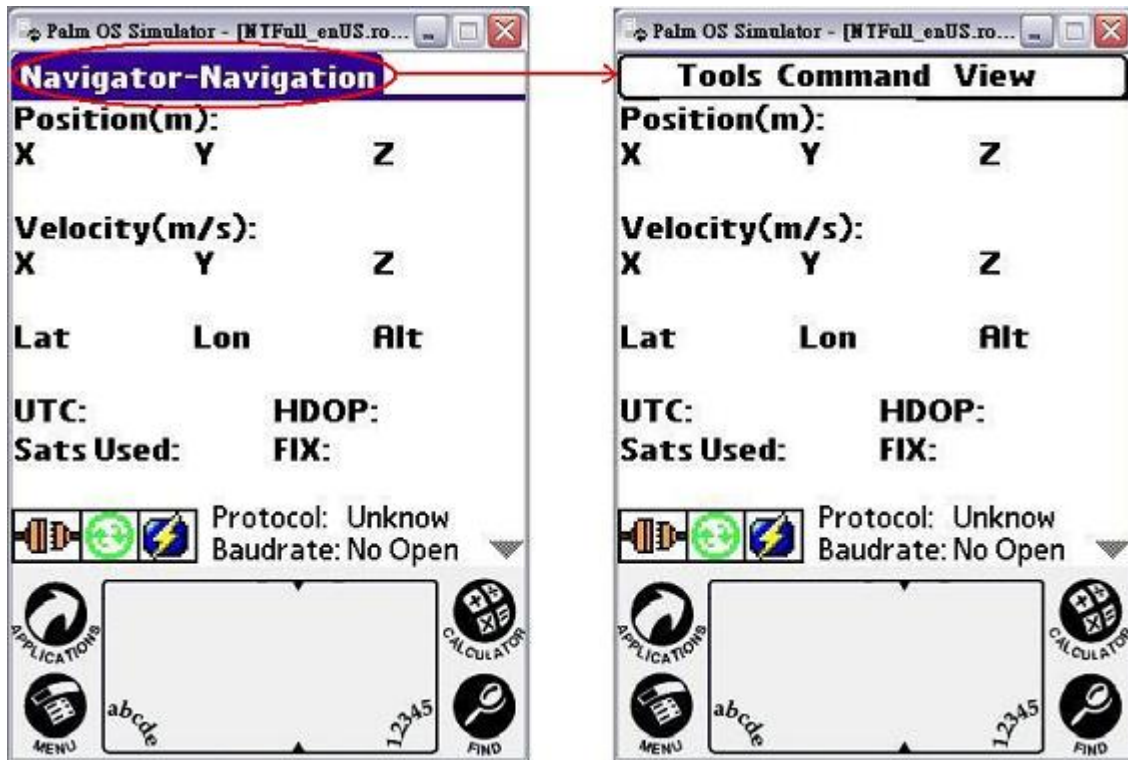 Palm OS Simulator - [NTFull_enUS.ro...
Navigator-Navigation
Position(m):
X Y Z
Velocity(m/s):
X Y Z
Lat Lon Alt
UTC: HDOP:
Sats Used: FIX:
Protocol: Unknow
Baudrate: No Open
APPLICATIONS
CALCULATOR
MENU
abcde
12345
FIND
Palm OS Simulator - [NTFull_enUS.ro...
Tools Command View
Position(m):
X Y Z
Velocity(m/s):
X Y Z
Lat Lon Alt
UTC: HDOP:
Sats Used: FIX:
Protocol: Unknow
Baudrate: No Open
APPLICATIONS
CALCULATOR
MENU
abcde
12345
FIND